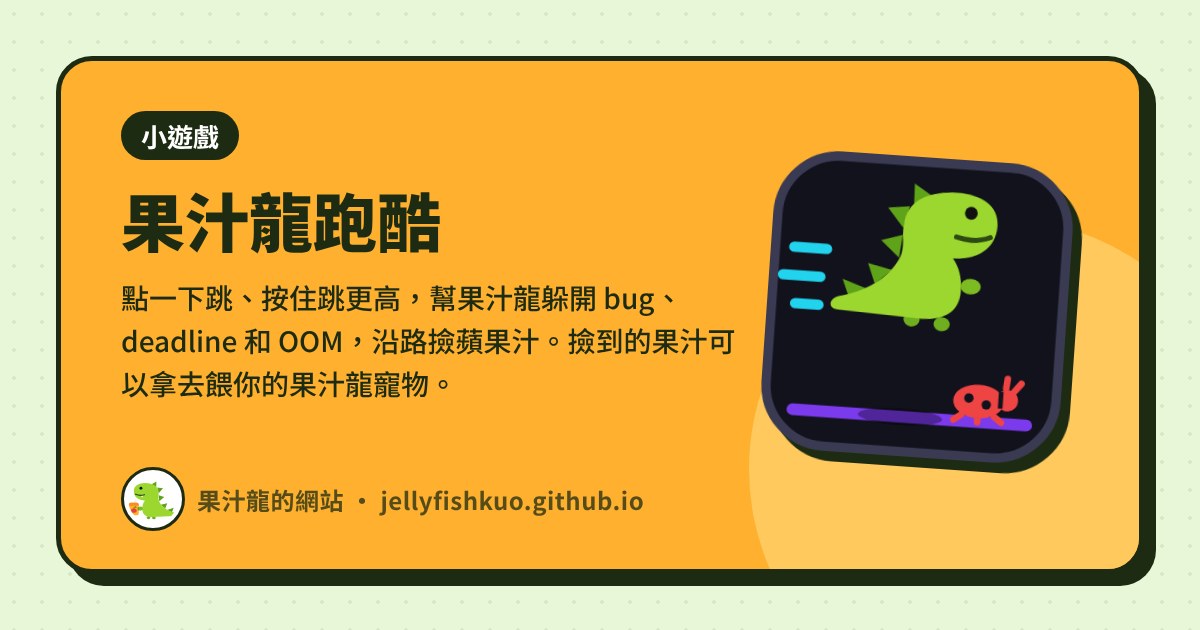 小遊戲
果汁龍跑酷
點一下跳、按住跳更高，幫果汁龍躲開 bug、
deadline 和 OOM，沿路撿蘋果汁。撿到的果汁可
以拿去餵你的果汁龍寵物。
果汁龍的網站 · jellyfishkuo.github.io